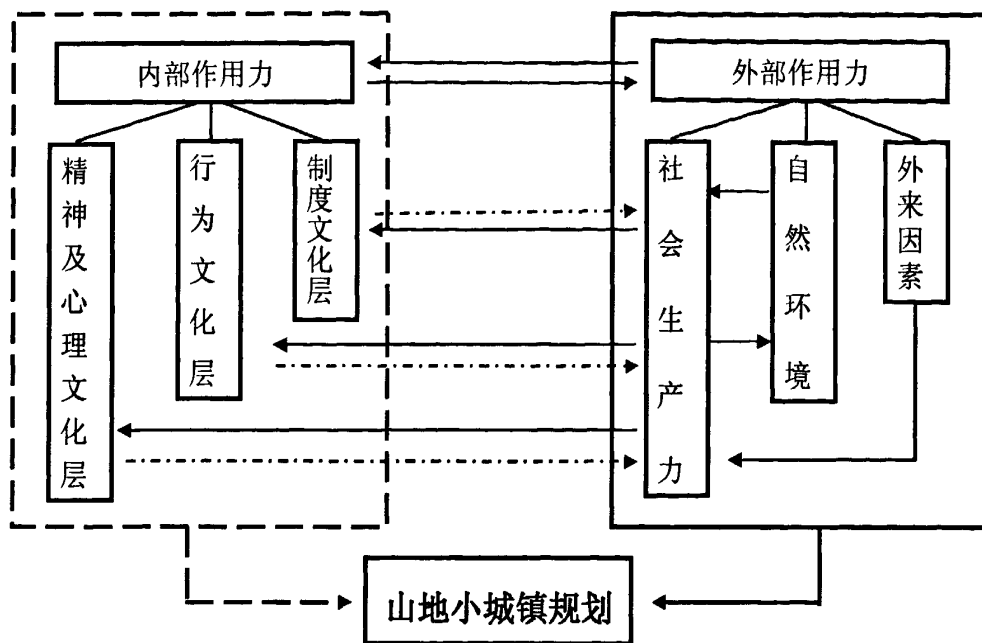 内部作用力
外部作用力
精神及心理文化层
行为文化层
制度文化层
社会生产力
自然环境
外来因素
山地小城镇规划